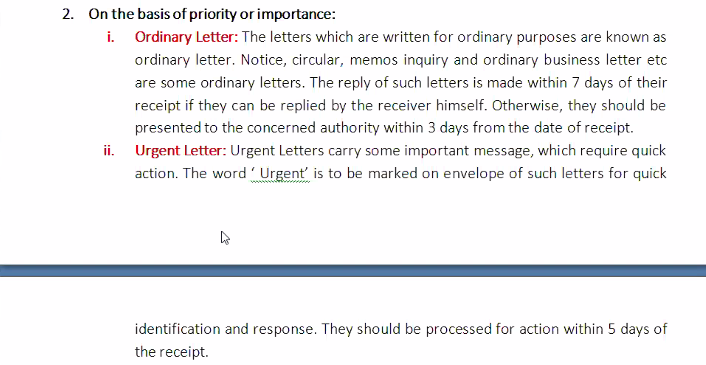 2. On the basis of priority or importance:
i. Ordinary Letter: The letters which are written for ordinary purposes are known as
ordinary letter. Notice, circular, memos inquiry and ordinary business letter etc
are some ordinary letters. The reply of such letters is made within 7 days of their
receipt if they can be replied by the receiver himself. Otherwise, they should be
presented to the concerned authority within 3 days from the date of receipt.
ii. Urgent Letter: Urgent Letters carry some important message, which require quick
action. The word ‘ Urgent’ is to be marked on envelope of such letters for quick
identification and response. They should be processed for action within 5 days of
the receipt.